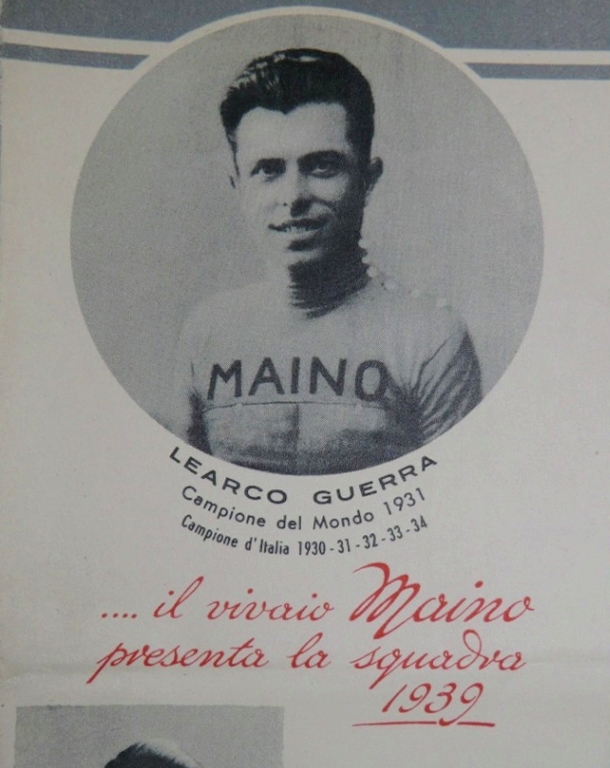 MAINO
LEARCO GUERRA
Campione del Mondo 1931
Campione d'Italia 1930-31-32-33-34
.... il vivaio Maino
presenta la squadra
1939